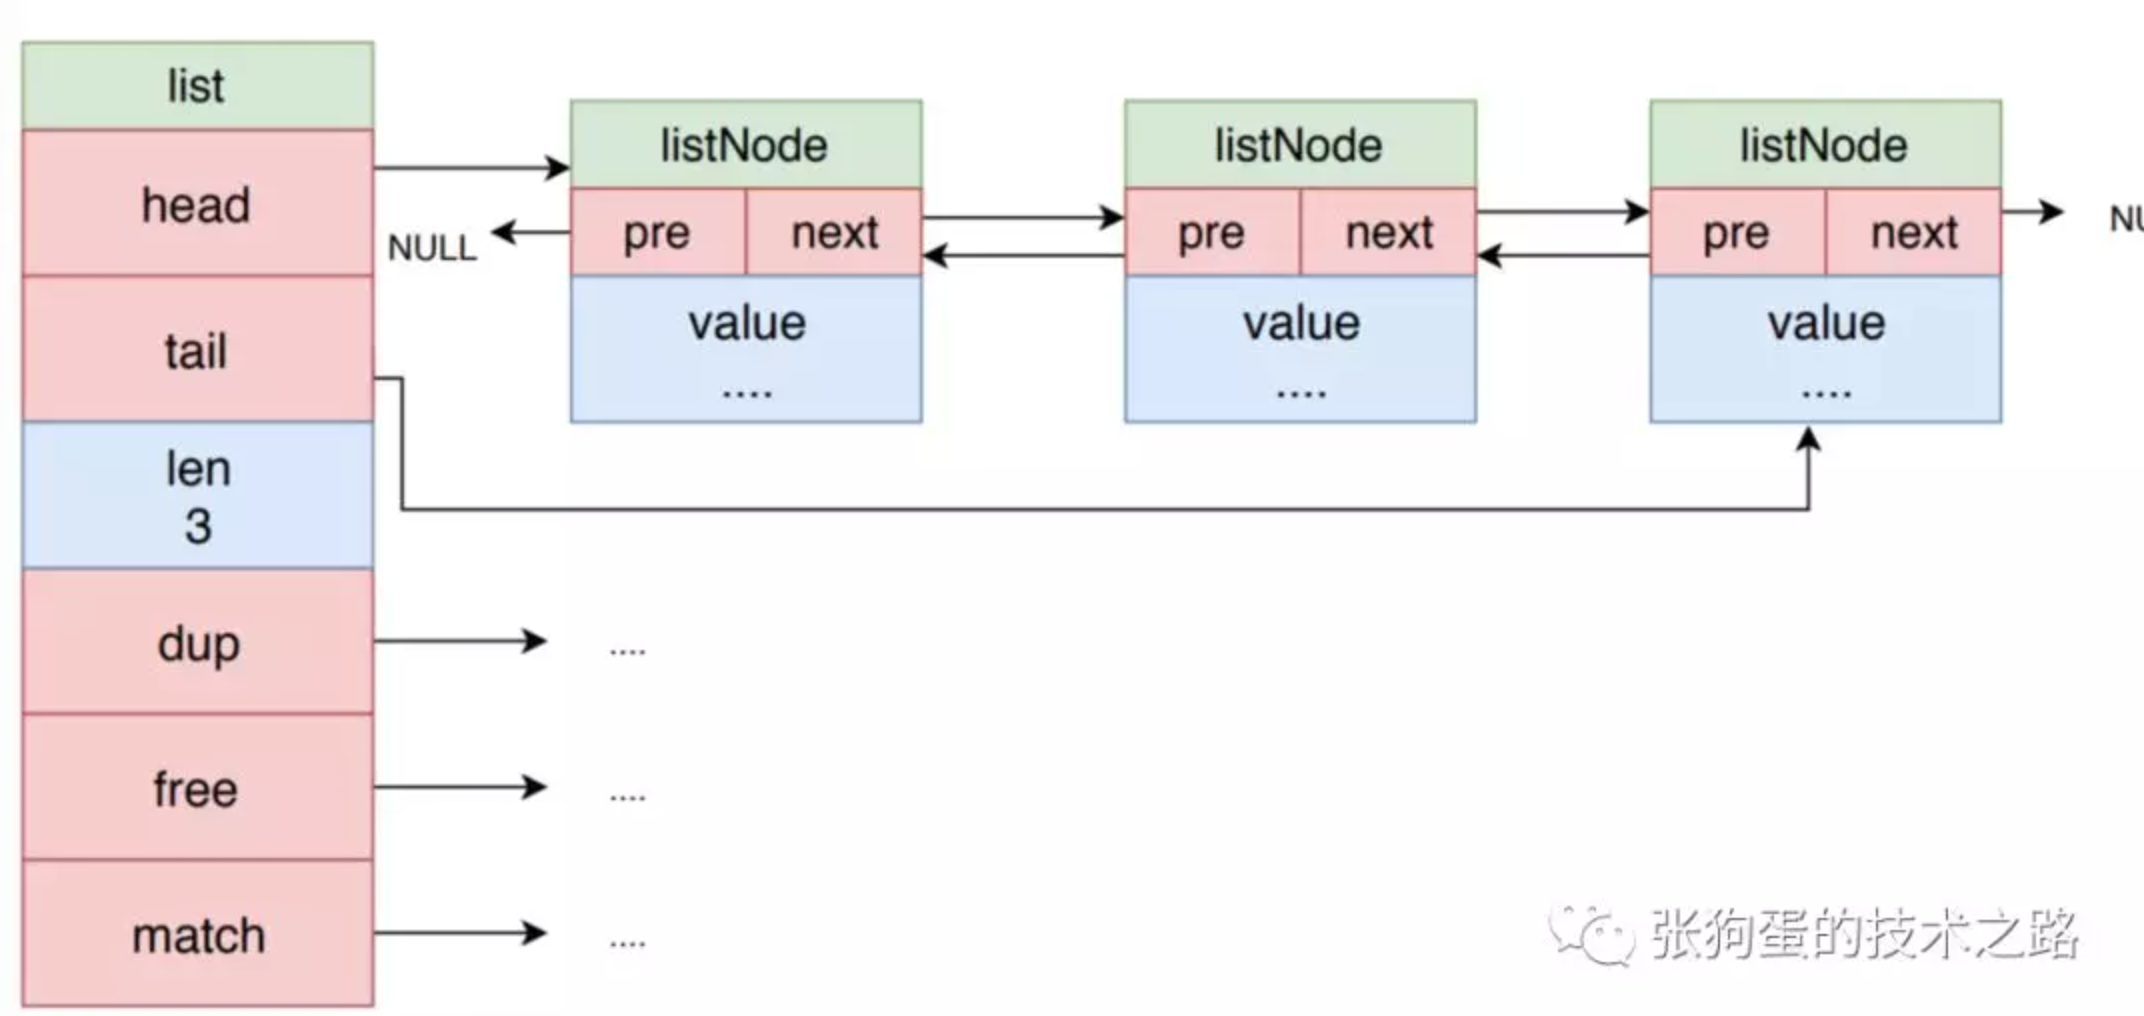 list
head
tail
len
3
dup
free
match
NULL
listNode
pre next
value
....
listNode
pre next
value
....
listNode
pre next
value
....
NU
....
....
....
张狗蛋的技术之路